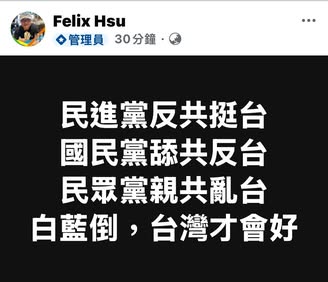 Felix Hsu
管理員 30分鐘・
民進黨反共挺台
國民黨舔共反台
民眾黨親共亂台
白藍倒，台灣才會好